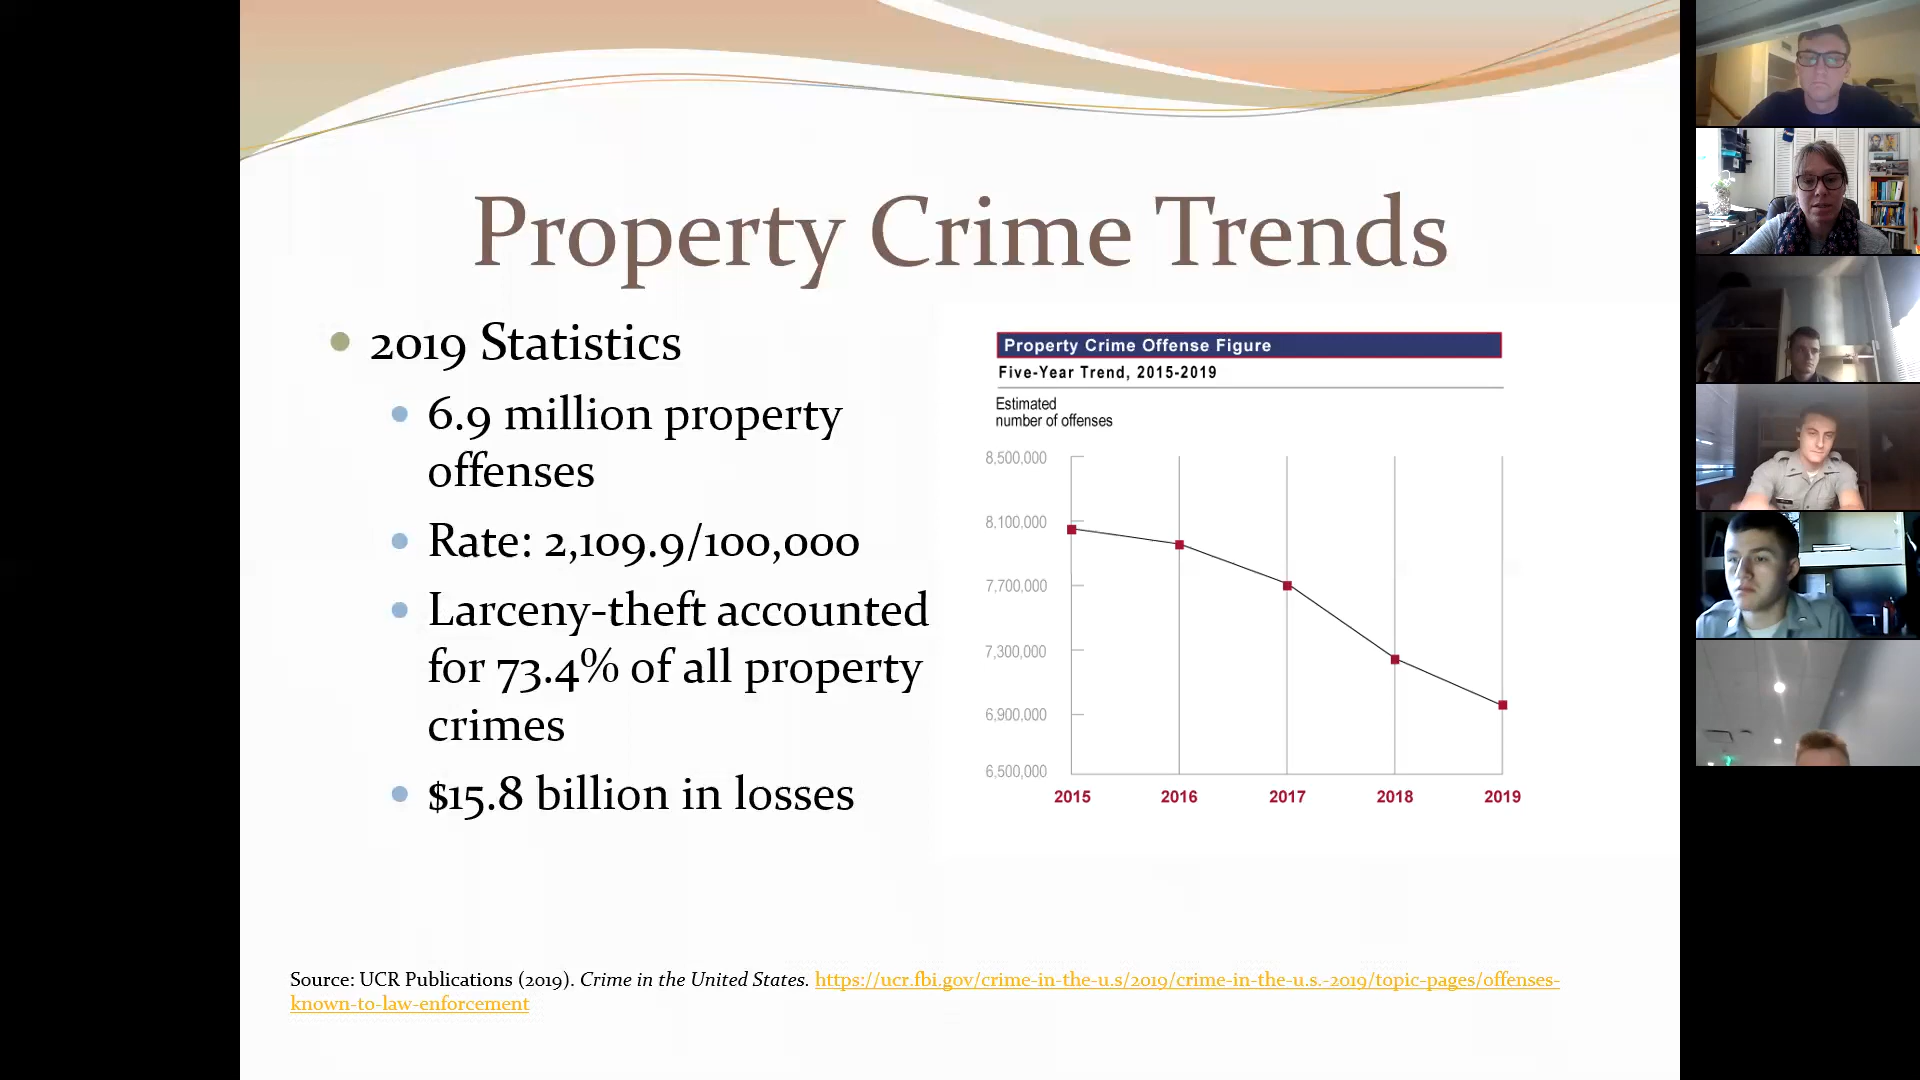 Property Crime Trends
2019 Statistics
6.9 million property
offenses
Rate: 2,109.9/100,000
Larceny-theft accounted
for 73.4% of all property
crimes
$15.8 billion in losses
Property Crime Offense Figure
Five-Year Trend, 2015-2019
Estimated
number of offenses
8,500,000
8,100,000
7,700,000
7,300,000
6,900,000
6,500,000
2015 2016 2017 2018 2019
Source: UCR Publications (2019). Crime in the United States. https://ucr.fbi.gov/crime-in-the-u.s/2019/crime-in-the-u.s.-2019/topic-pages/offenses-
known-to-law-enforcement